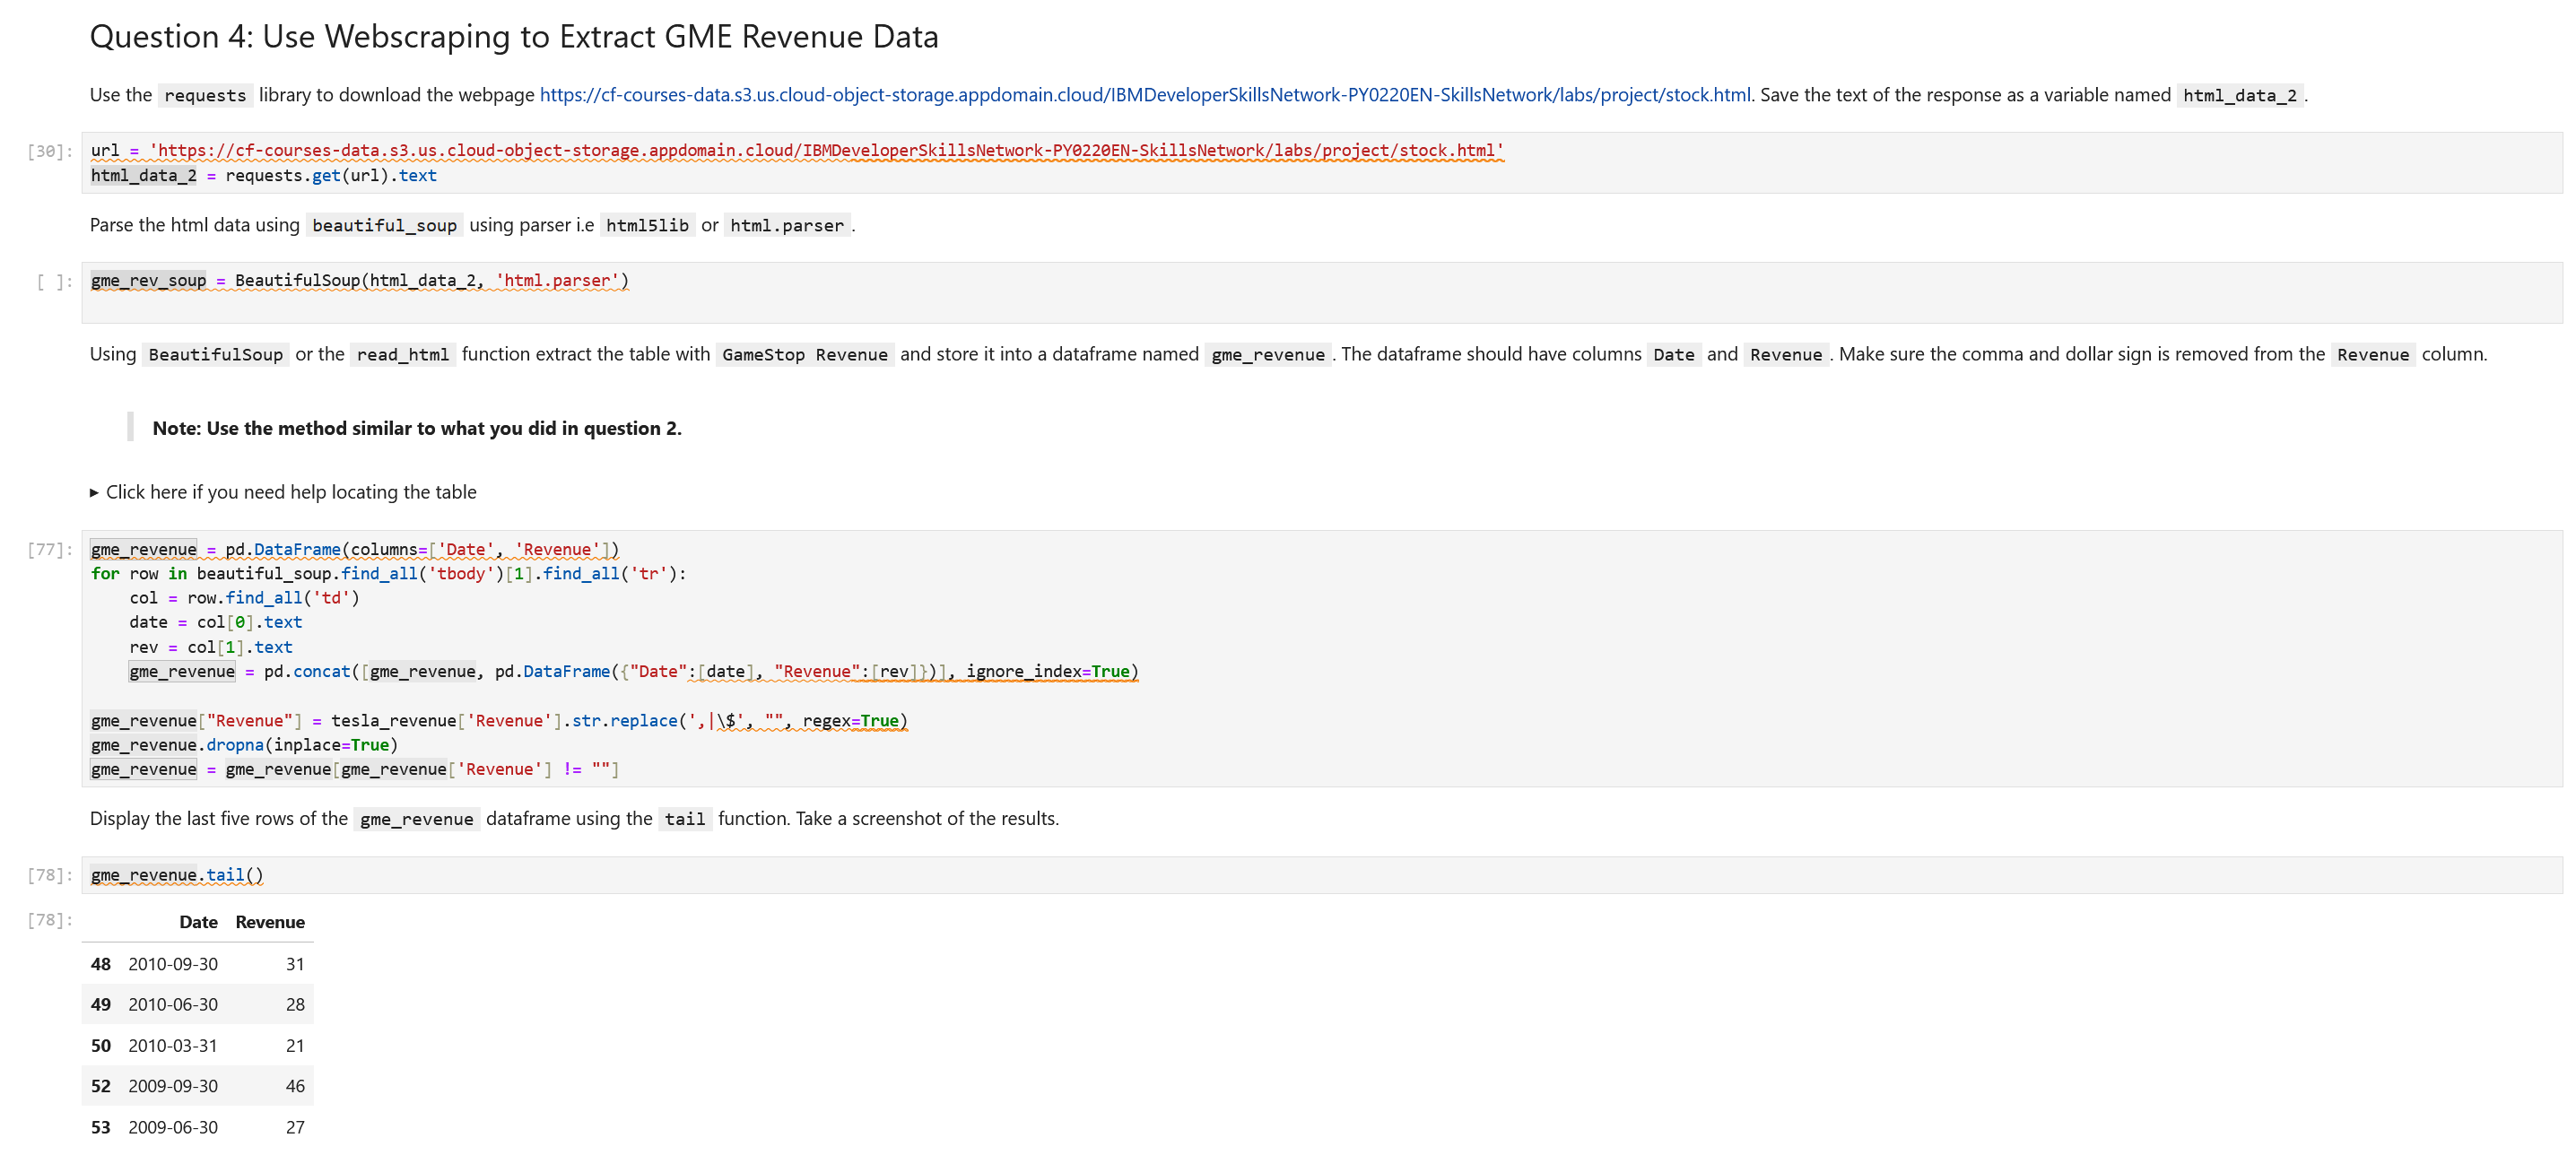 Question 4: Use Webscraping to Extract GME Revenue Data
Use the requests library to download the webpage https://cf-courses-data.s3.us.cloud-object-storage.appdomain.cloud/IBMDeveloperSkillsNetwork-PY0220EN-SkillsNetwork/labs/project/stock.html. Save the text of the response as a variable named html_data_2.
[30]: url = 'https://cf-courses-data.s3.us.cloud-object-storage.appdomain.cloud/IBMDeveloperSkillsNetwork-PY0220EN-SkillsNetwork/labs/project/stock.html'
html_data_2 = requests.get(url).text
Parse the html data using beautiful_soup using parser i.e html5lib or html.parser.
[ ]: gme_rev_soup = BeautifulSoup(html_data_2, 'html.parser')
Using BeautifulSoup or the read_html function extract the table with GameStop Revenue and store it into a dataframe named gme_revenue. The dataframe should have columns Date and Revenue. Make sure the comma and dollar sign is removed from the Revenue column.
Note: Use the method similar to what you did in question 2.
▸ Click here if you need help locating the table
[77]: gme_revenue = pd.DataFrame(columns=['Date', 'Revenue'])
for row in beautiful_soup.find_all('tbody')[1].find_all('tr'):
    col = row.find_all('td')
    date = col[0].text
    rev = col[1].text
    gme_revenue = pd.concat([gme_revenue, pd.DataFrame({"Date":[date], "Revenue":[rev]})], ignore_index=True)
gme_revenue["Revenue"] = tesla_revenue['Revenue'].str.replace(',|\$', "", regex=True)
gme_revenue.dropna(inplace=True)
gme_revenue = gme_revenue[gme_revenue['Revenue'] != ""]
Display the last five rows of the gme_revenue dataframe using the tail function. Take a screenshot of the results.
[78]: gme_revenue.tail()
[78]: Date Revenue
48 2010-09-30 31
49 2010-06-30 28
50 2010-03-31 21
52 2009-09-30 46
53 2009-06-30 27